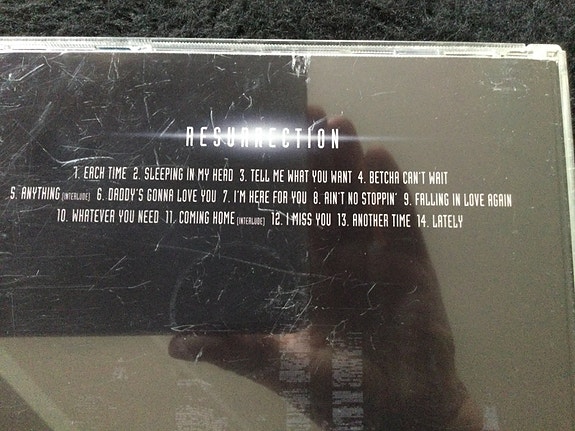 RESURRECTION
1. EACH TIME 2. SLEEPING IN MY HEAD 3. TELL ME WHAT YOU WANT 4. BETCHA CAN'T WAIT
5. ANYTHING (INTERLUDE) 6. DADDY'S GONNA LOVE YOU 7. I'M HERE FOR YOU 8. AIN'T NO STOPPIN' 9. FALLING IN LOVE AGAIN
10. WHATEVER YOU NEED 11. COMING HOME (INTERLUDE) 12. I MISS YOU 13. ANOTHER TIME 14. LATELY